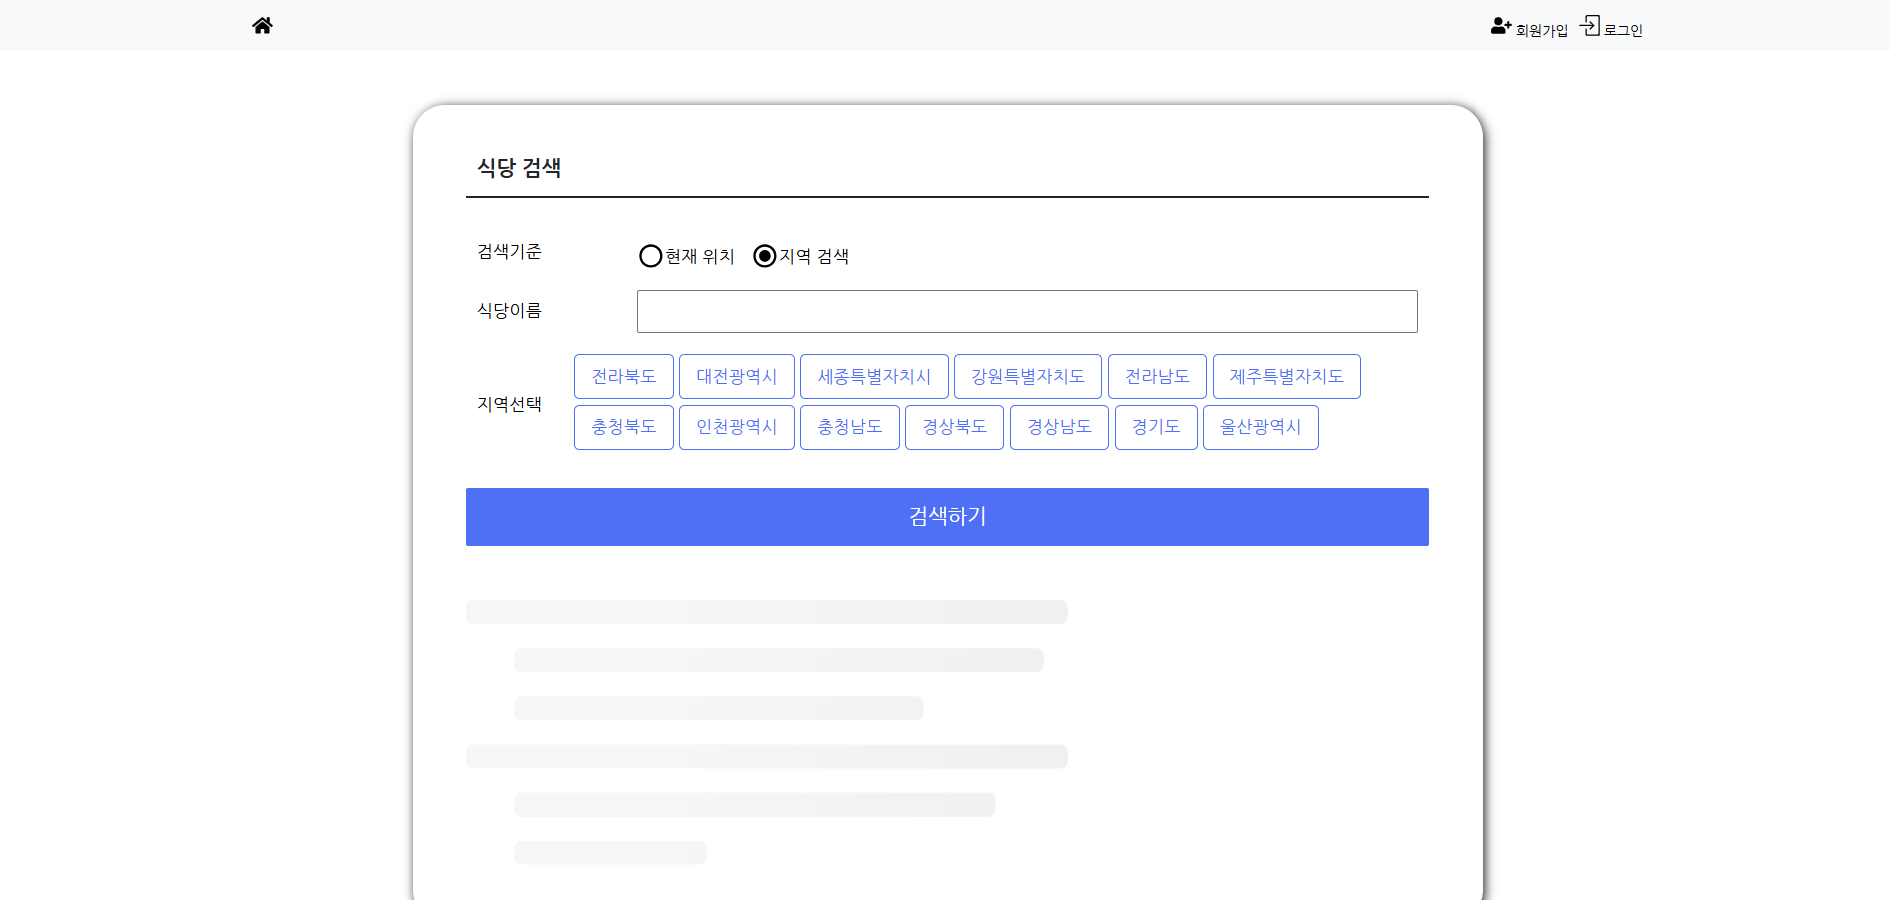 회원가입 로그인
식당 검색
검색기준 현재 위치 지역 검색
식당이름
지역선택
전라북도 대전광역시 세종특별자치시 강원특별자치도 전라남도 제주특별자치도
충청북도 인천광역시 충청남도 경상북도 경상남도 경기도 울산광역시
검색하기